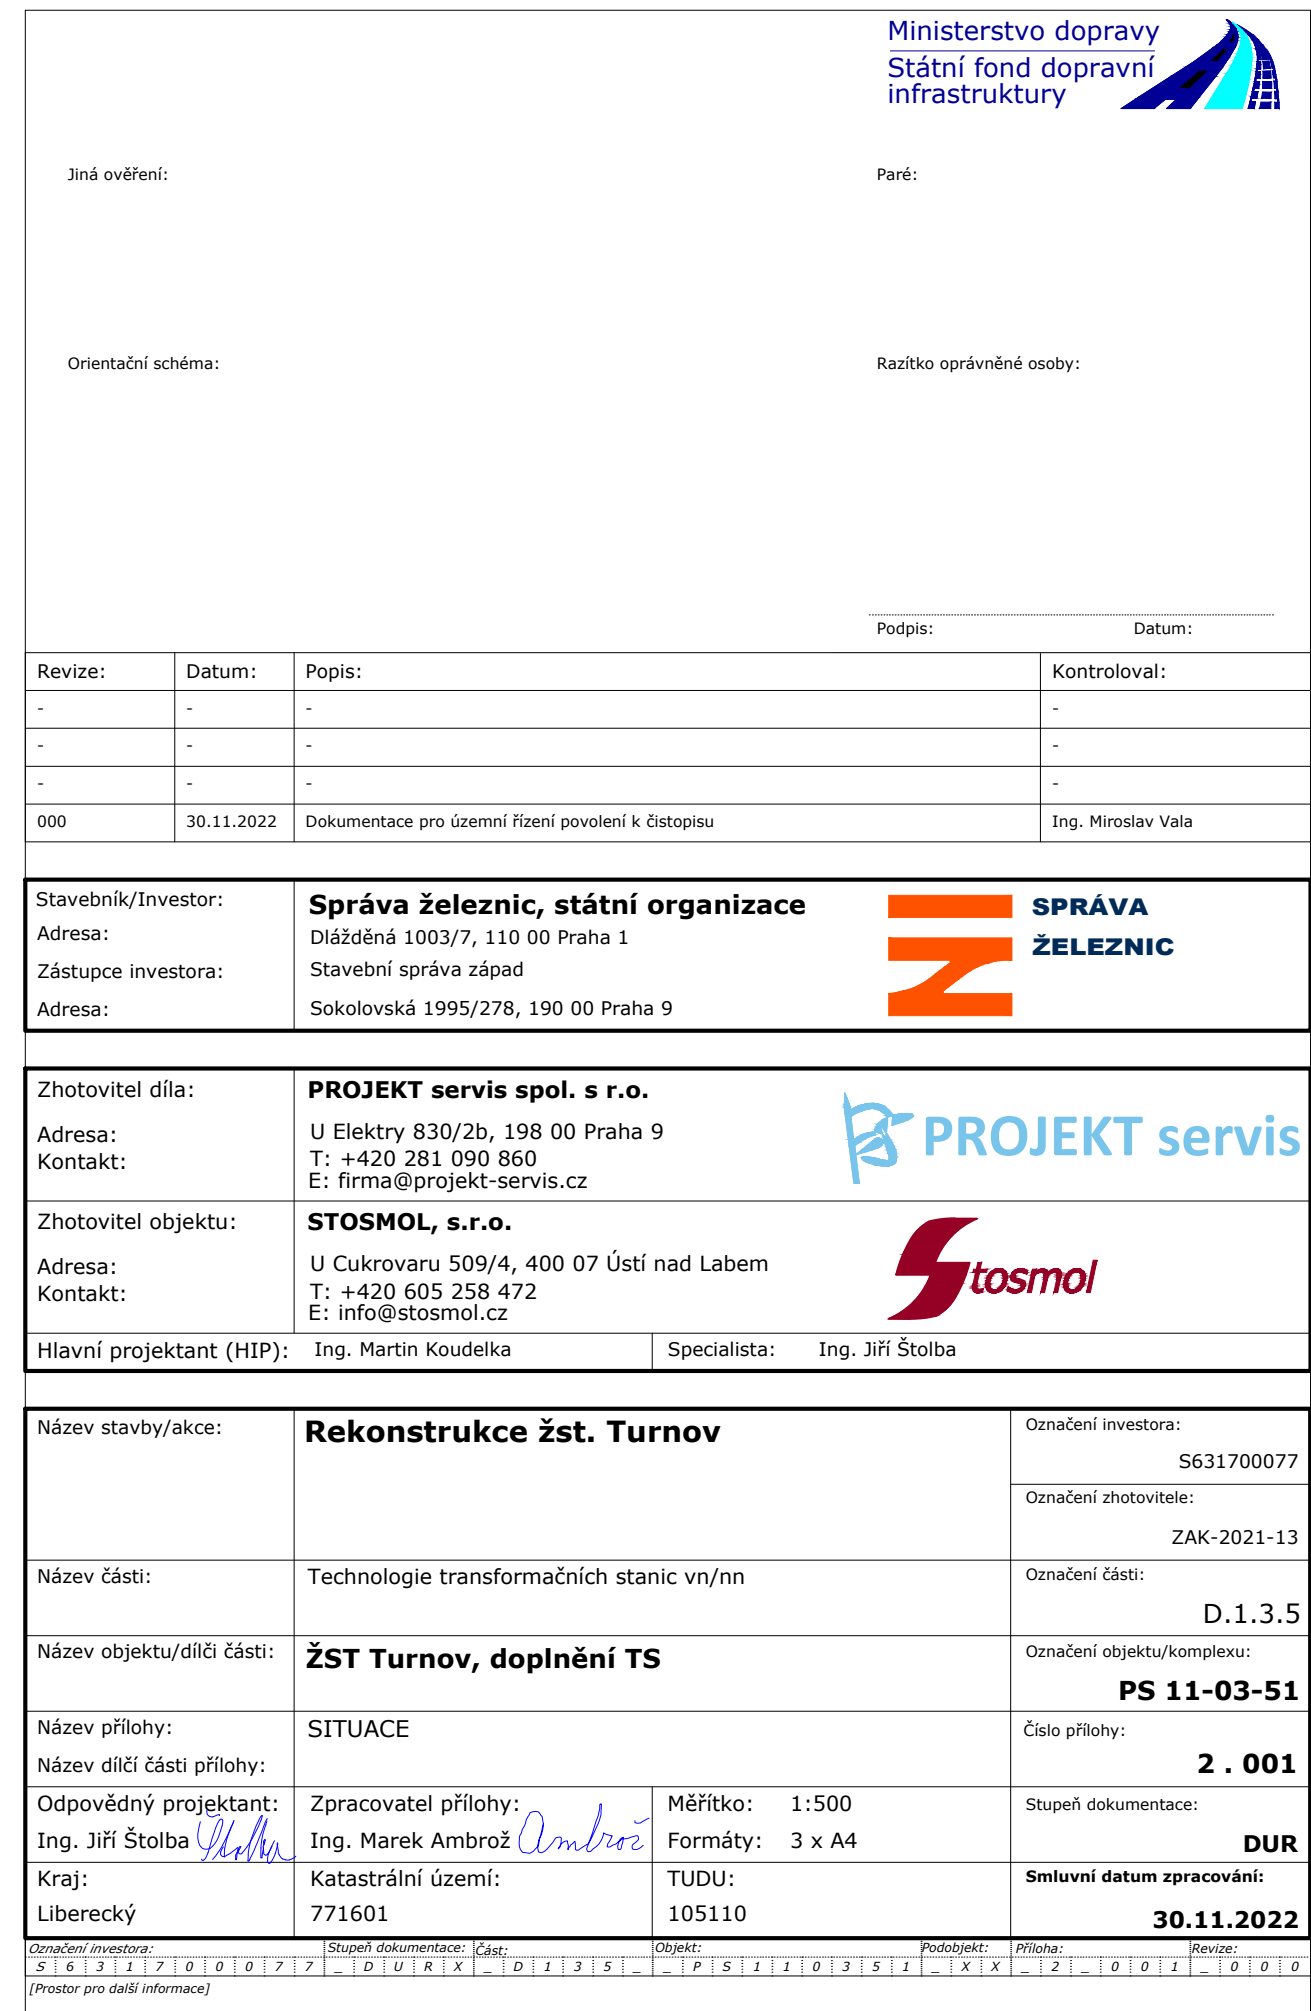 Ministerstvo dopravy
Státní fond dopravní
infrastruktury
Jiná ověření:
Paré:
Orientační schéma:
Razítko oprávněné osoby:
Podpis: Datum:
Revize: Datum: Popis: Kontroloval:
- - - -
- - - -
- - - -
000 30.11.2022 Dokumentace pro územní řízení povolení k čistopisu Ing. Miroslav Vala
Stavebník/Investor: Správa železnic, státní organizace
Adresa: Dlážděná 1003/7, 110 00 Praha 1
Zástupce investora: Stavební správa západ
Adresa: Sokolovská 1995/278, 190 00 Praha 9
SPRÁVA
ŽELEZNIC
Zhotovitel díla: PROJEKT servis spol. s r.o.
Adresa: U Elektry 830/2b, 198 00 Praha 9
Kontakt: T: +420 281 090 860
E: firma@projekt-servis.cz
PROJEKT servis
Zhotovitel objektu: STOSMOL, s.r.o.
Adresa: U Cukrovaru 509/4, 400 07 Ústí nad Labem
Kontakt: T: +420 605 258 472
E: info@stosmol.cz
Stosmol
Hlavní projektant (HIP): Ing. Martin Koudelka Specialista: Ing. Jiří Štolba
Název stavby/akce: Rekonstrukce žst. Turnov
Označení investora:
S631700077
Označení zhotovitele:
ZAK-2021-13
Název části: Technologie transformačních stanic vn/nn
Označení části:
D.1.3.5
Název objektu/dílči části: ŽST Turnov, doplnění TS
Označení objektu/komplexu:
PS 11-03-51
Název přílohy: SITUACE
Číslo přílohy:
Název dílčí části přílohy:
2 . 001
Odpovědný projektant: Zpracovatel přílohy: Měřítko: 1:500 Stupeň dokumentace:
Ing. Jiří Štolba Štolba Ing. Marek Ambrož Ambrož Formáty: 3 x A4 DUR
Kraj: Katastrální území: TUDU: Smluvní datum zpracování:
Liberecký 771601 105110 30.11.2022
Označení investora: Stupeň dokumentace: Část: Objekt: Podobjekt: Příloha: Revize:
S 6 3 1 7 0 0 0 7 7 _ D U R X _ D 1 3 5 _ _ P S 1 1 0 3 5 1 _ X X _ 2 _ 0 0 1 _ 0 0 0
[Prostor pro další informace]